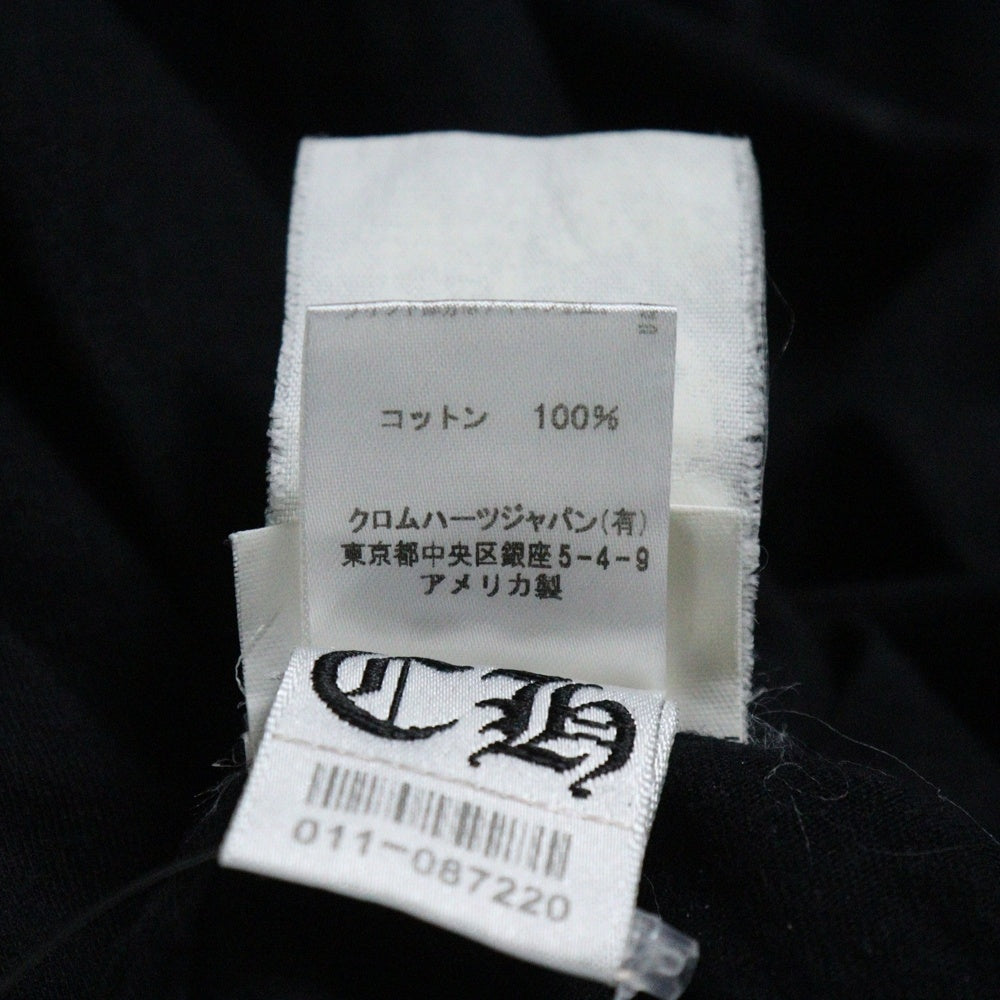 コットン 100%
クロムハーツジャパン(有)
東京都中央区銀座5-4-9
アメリカ製
CH
011-087220